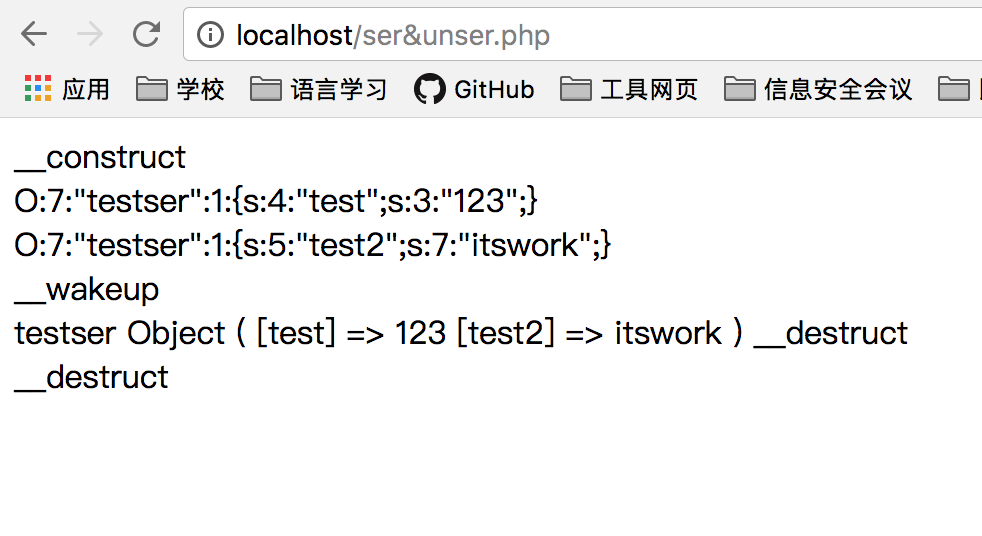 localhost/ser&unser.php
应用 学校 语言学习 GitHub 工具网页 信息安全会议
__construct
O:7:"testser":1:{s:4:"test";s:3:"123";}
O:7:"testser":1:{s:5:"test2";s:7:"itswork";}
__wakeup
testser Object ( [test] => 123 [test2] => itswork ) __destruct
__destruct